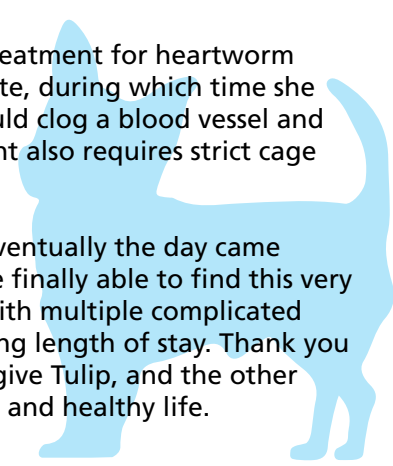 eatment for heartworm
te, during which time she
uld clog a blood vessel and
nt also requires strict cage
ventually the day came
e finally able to find this very
ith multiple complicated
ng length of stay. Thank you
give Tulip, and the other
and healthy life.